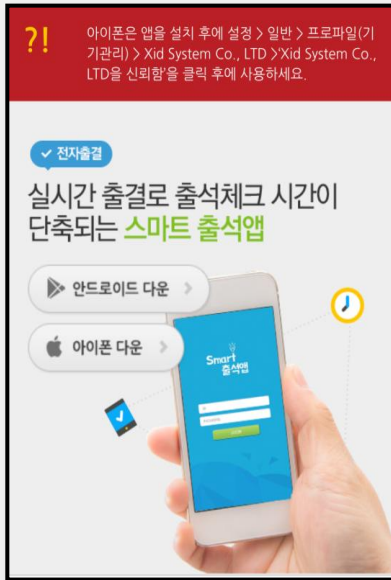 ?!
아이폰은 앱을 설치 후에 설정 > 일반 > 프로파일(기
기관리) > Xid System Co., LTD >'Xid System Co.,
LTD을 신뢰함'을 클릭 후에 사용하세요.
전자출결
실시간 출결로 출석체크 시간이
단축되는 스마트 출석앱
안드로이드 다운 >
아이폰 다운 >
Smart
출석앱